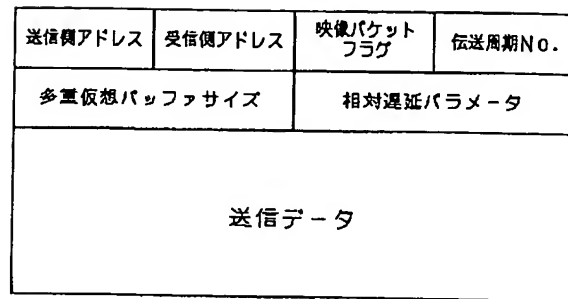 送信側アドレス 受信側アドレス 映像パケット
フラグ 伝送周期No.
多重仮想バッファサイズ 相対遅延パラメータ
送信データ